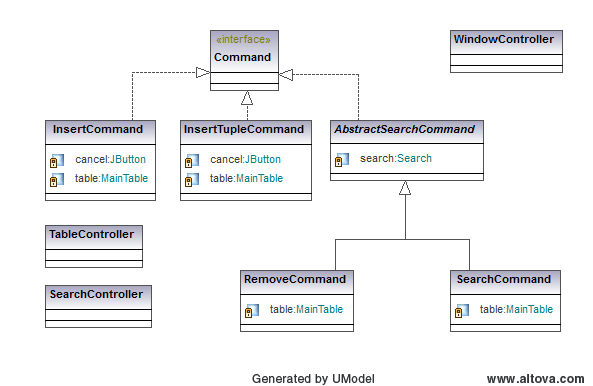 «interface»
Command
WindowController
InsertCommand
cancel:JButton
table:MainTable
InsertTupleCommand
cancel:JButton
table:MainTable
AbstractSearchCommand
search:Search
TableController
SearchController
RemoveCommand
table:MainTable
SearchCommand
table:MainTable
Generated by UModel
www.altova.com